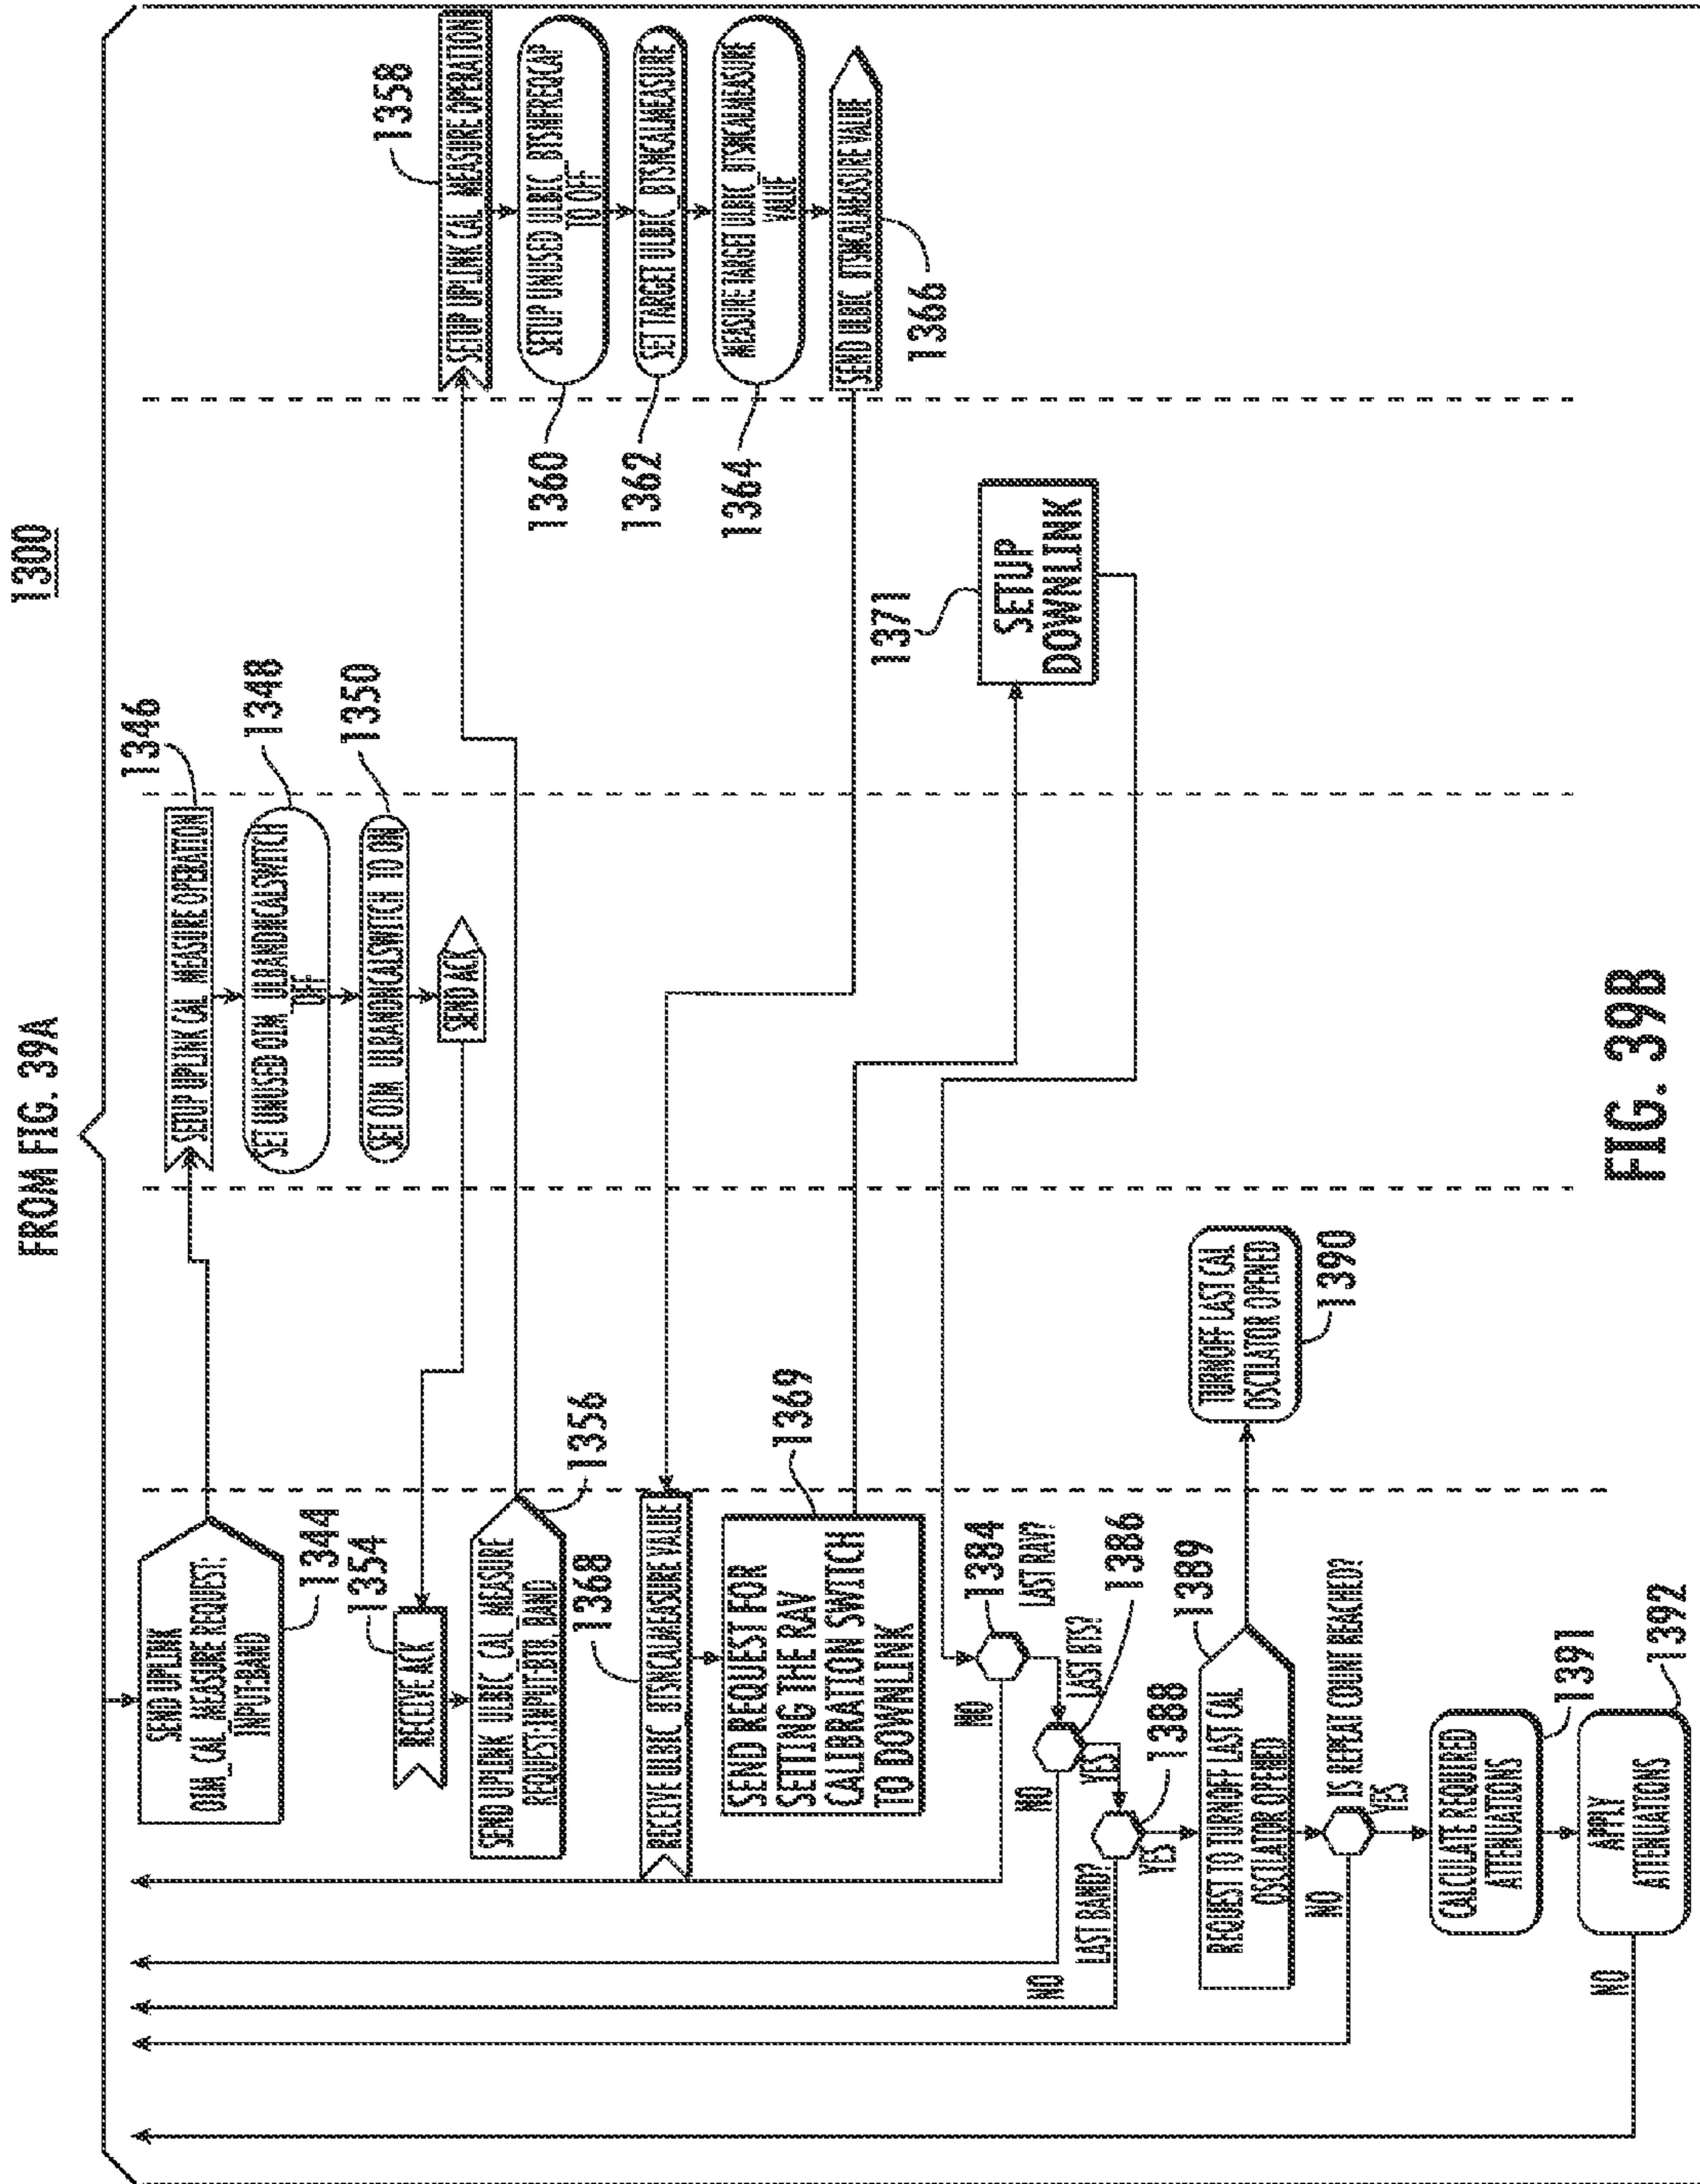 1300
FROM FIG. 39A
SEND UPLINK
OIM_CAL_MEASURE REQUEST:
INPUT:BAND
1344
SETUP UPLINK CAL_MEASURE OPERATION
1346
SET UNUSED OIM_ULBANDNCALSWITCH
OFF
1348
SET OIM_ULBANDNCALSWITCH TO ON
1350
SEND ACK
1354
RECEIVE ACK
SEND UPLINK ULBIC_CAL_MEASURE
REQUEST:INPUT:BTB_BAND
1356
SETUP UPLINK CAL_MEASURE OPERATION
1358
SETUP UNUSED ULBIC_BTSNFREQCAP
TO OFF
1360
SET TARGET ULBIC_BTSNCALMEASURE
1362
MEASURE TARGET ULBIC_BTSNCALMEASURE
VALUE
1364
SEND ULBIC_BTSNCALMEASURE VALUE
1366
1368
RECEIVE ULBIC_BTSNCALMEASURE VALUE
SEND REQUEST FOR
SETTING THE RAV
CALIBRATION SWITCH
TO DOWNLINK
1369
SETUP
DOWNLINK
1371
1384
LAST RAV?
NO
1386
LAST BTS?
NO
YES
1388
LAST BAND?
NO
YES
REQUEST TO TURNOFF LAST CAL
OSCILATOR OPENED
1389
TURNOFF LAST CAL
OSCILATOR OPENED
1390
IS REPEAT COUNT REACHED?
NO
YES
CALCULATE REQUIRED
ATTENUATIONS
1391
APPLY
ATTENUATIONS
1392
NO
FIG. 39B